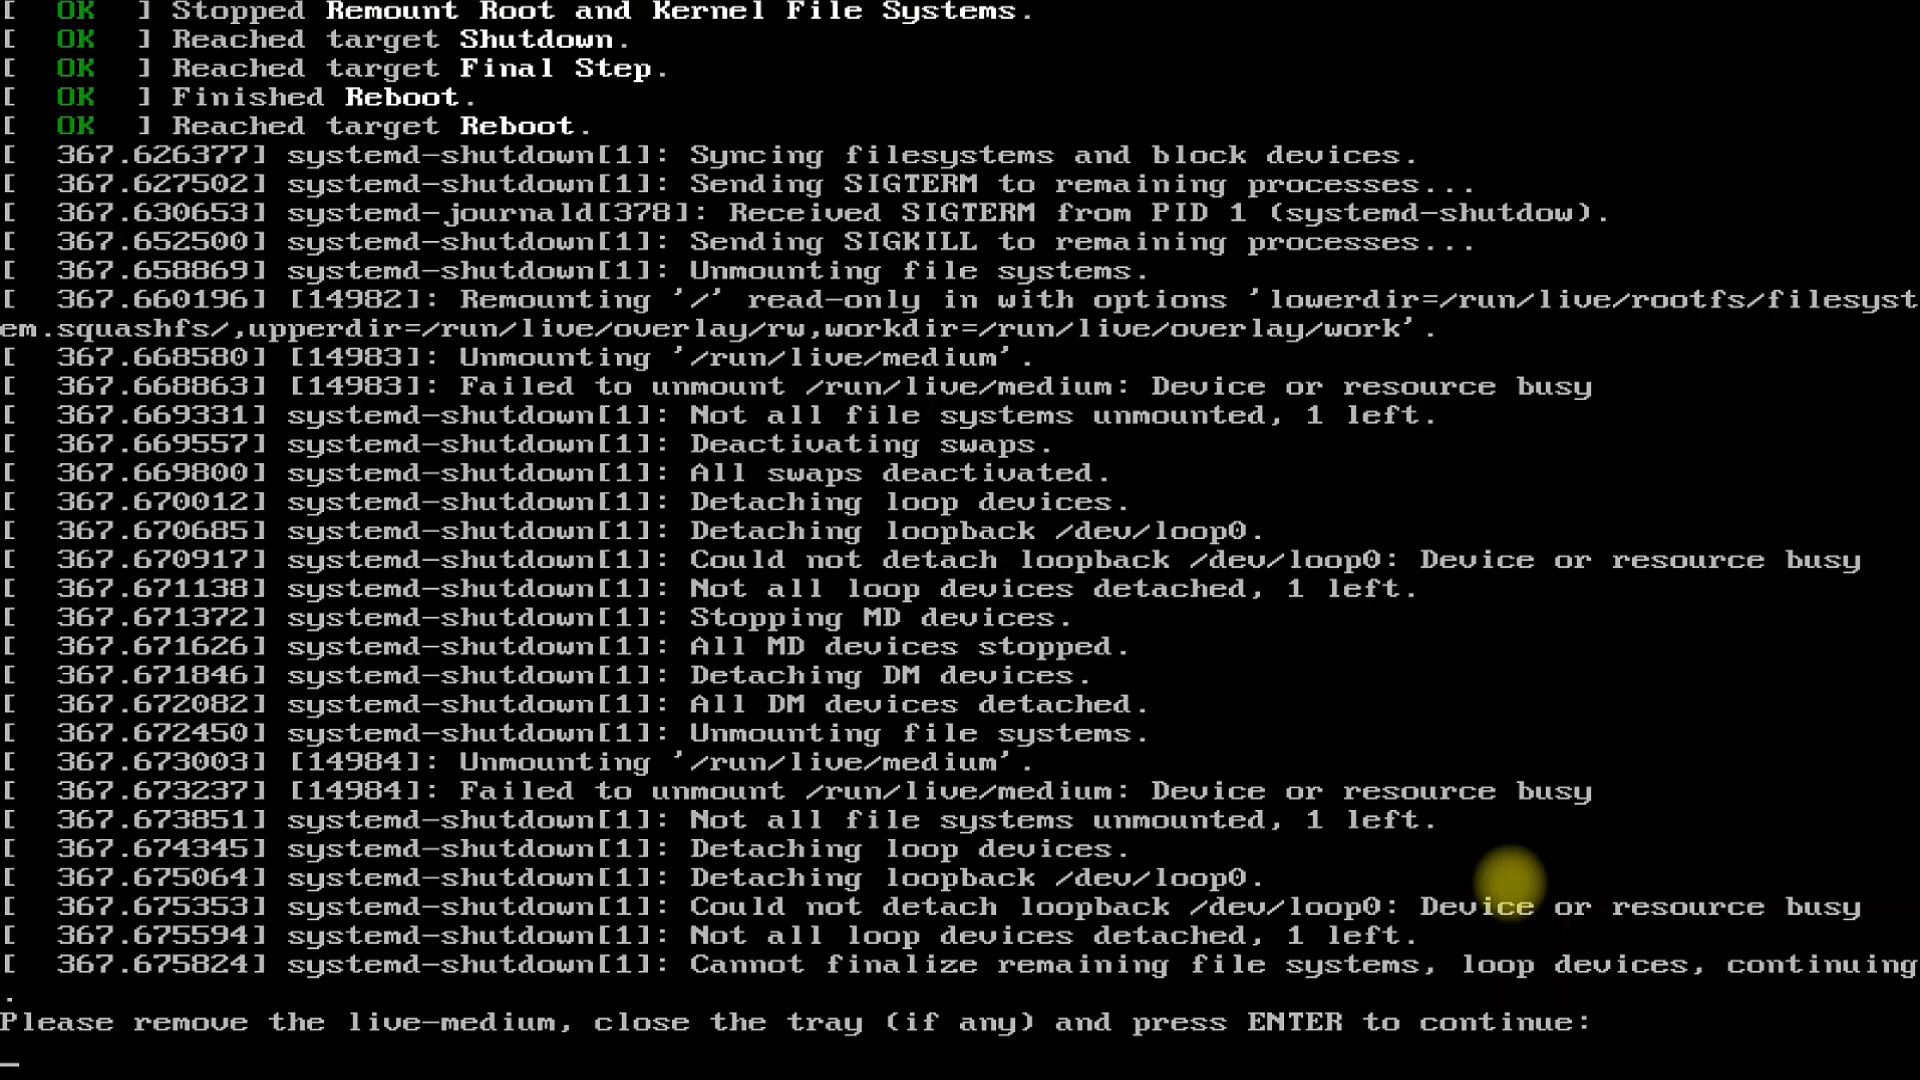 [  OK  ] Stopped Remount Root and Kernel File Systems.
[  OK  ] Reached target Shutdown.
[  OK  ] Reached target Final Step.
[  OK  ] Finished Reboot.
[  OK  ] Reached target Reboot.
[  367.626377] systemd-shutdown[1]: Syncing filesystems and block devices.
[  367.627502] systemd-shutdown[1]: Sending SIGTERM to remaining processes...
[  367.630653] systemd-journald[378]: Received SIGTERM from PID 1 (systemd-shutdow).
[  367.652500] systemd-shutdown[1]: Sending SIGKILL to remaining processes...
[  367.658869] systemd-shutdown[1]: Unmounting file systems.
[  367.660196] [14982]: Remounting '/' read-only in with options 'lowerdir=/run/live/rootfs/filesyst
em.squashfs/,upperdir=/run/live/overlay/rw,workdir=/run/live/overlay/work'.
[  367.668580] [14983]: Unmounting '/run/live/medium'.
[  367.668863] [14983]: Failed to unmount /run/live/medium: Device or resource busy
[  367.669331] systemd-shutdown[1]: Not all file systems unmounted, 1 left.
[  367.669557] systemd-shutdown[1]: Deactivating swaps.
[  367.669800] systemd-shutdown[1]: All swaps deactivated.
[  367.670012] systemd-shutdown[1]: Detaching loop devices.
[  367.670685] systemd-shutdown[1]: Detaching loopback /dev/loop0.
[  367.670917] systemd-shutdown[1]: Could not detach loopback /dev/loop0: Device or resource busy
[  367.671138] systemd-shutdown[1]: Not all loop devices detached, 1 left.
[  367.671372] systemd-shutdown[1]: Stopping MD devices.
[  367.671626] systemd-shutdown[1]: All MD devices stopped.
[  367.671846] systemd-shutdown[1]: Detaching DM devices.
[  367.672082] systemd-shutdown[1]: All DM devices detached.
[  367.672450] systemd-shutdown[1]: Unmounting file systems.
[  367.673003] [14984]: Unmounting '/run/live/medium'.
[  367.673237] [14984]: Failed to unmount /run/live/medium: Device or resource busy
[  367.673851] systemd-shutdown[1]: Not all file systems unmounted, 1 left.
[  367.674345] systemd-shutdown[1]: Detaching loop devices.
[  367.675064] systemd-shutdown[1]: Detaching loopback /dev/loop0.
[  367.675353] systemd-shutdown[1]: Could not detach loopback /dev/loop0: Device or resource busy
[  367.675594] systemd-shutdown[1]: Not all loop devices detached, 1 left.
[  367.675824] systemd-shutdown[1]: Cannot finalize remaining file systems, loop devices, continuing
.
Please remove the live-medium, close the tray (if any) and press ENTER to continue:
_